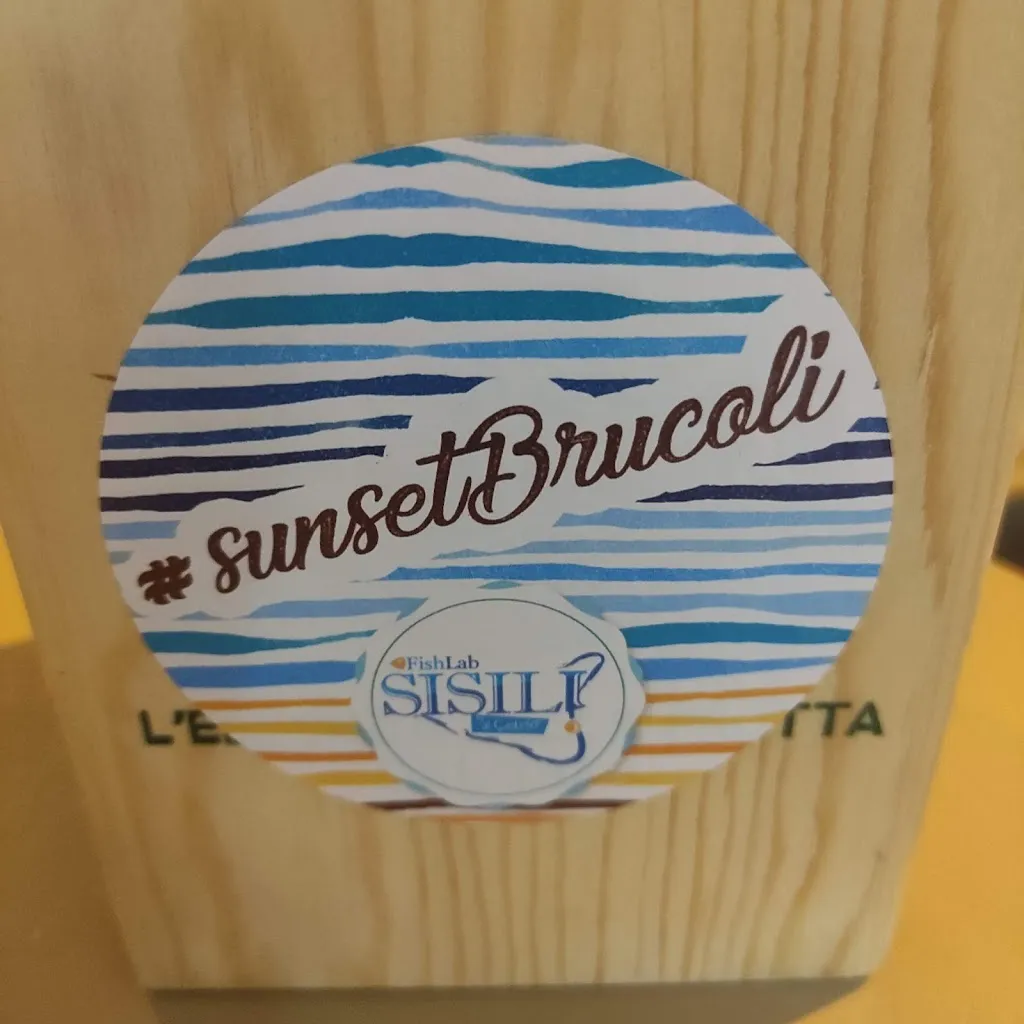 #sunsetBrucoli
FishLab
SISILI
L'E
TTA